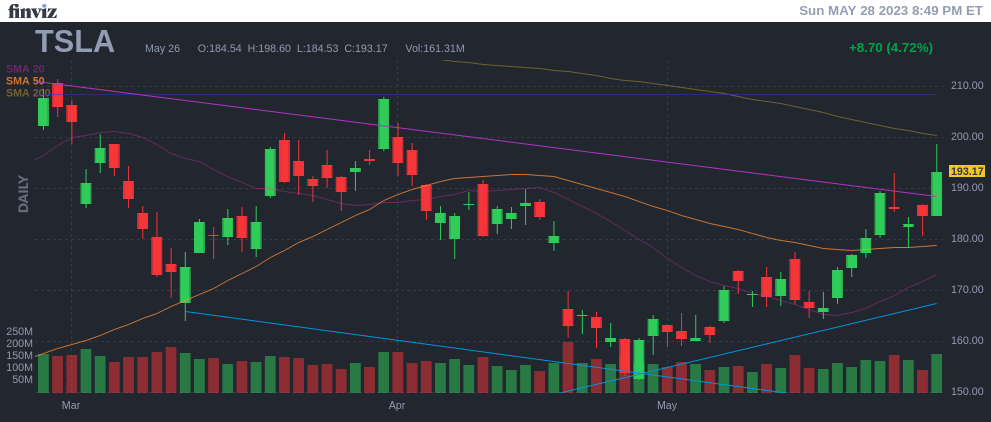 finviz
Sun MAY 28 2023 8:49 PM ET
TSLA
May 26 O:184.54 H:198.60 L:184.53 C:193.17 Vol:161.31M
+8.70 (4.72%)
SMA 20
SMA 50
SMA 200
DAILY
210.00
200.00
193.17
190.00
180.00
170.00
160.00
150.00
250M
200M
150M
100M
50M
Mar
Apr
May